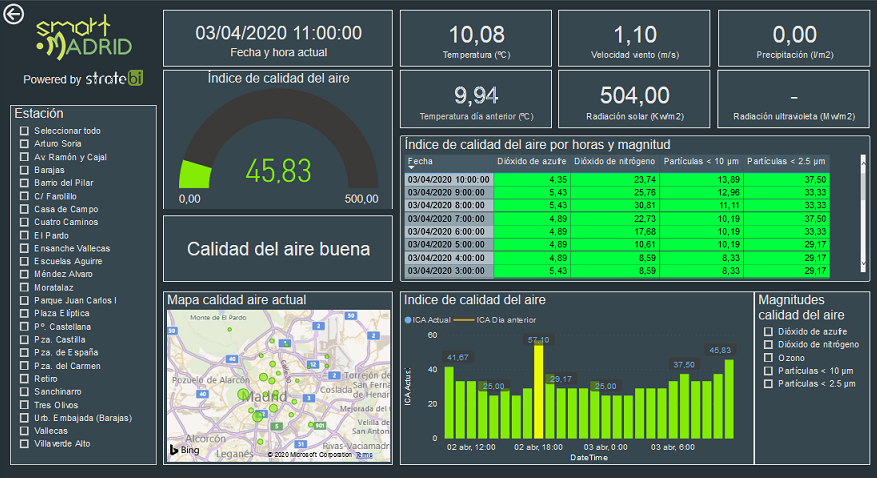 smart
MADRID
Powered by stratebi
03/04/2020 11:00:00
Fecha y hora actual
10,08
Temperatura (ºC)
1,10
Velocidad viento (m/s)
0,00
Precipitación (l/m2)
9,94
Temperatura día anterior (ºC)
504,00
Radiación solar (Kw/m2)
-
Radiación ultravioleta (Mw/m2)
Estación
Seleccionar todo
Arturo Soria
Av. Ramón y Cajal
Barajas
Barrio del Pilar
C/ Farolillo
Casa de Campo
Cuatro Caminos
El Pardo
Ensanche Vallecas
Escuelas Aguirre
Méndez Alvaro
Moratalaz
Parque Juan Carlos I
Plaza Elíptica
Pº. Castellana
Pza. Castilla
Pza. de España
Pza. del Carmen
Retiro
Sanchinarro
Tres Olivos
Urb. Embajada (Barajas)
Vallecas
Villaverde Alto
Índice de calidad del aire
45,83
0,00 500,00
Calidad del aire buena
Índice de calidad del aire por horas y magnitud
Fecha Dióxido de azufre Dióxido de nitrógeno Partículas < 10 µm Partículas < 2.5 µm
03/04/2020 10:00:00 4,35 23,74 13,89 37,50
03/04/2020 9:00:00 5,43 25,76 12,96 33,33
03/04/2020 8:00:00 5,43 30,81 11,11 33,33
03/04/2020 7:00:00 4,89 22,73 10,19 37,50
03/04/2020 6:00:00 4,89 17,68 10,19 33,33
03/04/2020 5:00:00 4,89 10,61 10,19 29,17
03/04/2020 4:00:00 4,89 8,59 8,33 29,17
03/04/2020 3:00:00 5,43 8,59 8,33 29,17
Mapa calidad aire actual
Monte de El Pardo
Pozuelo de Alarcón
Madrid
Torrejón de
San Fern
de Henar
Coslada
Mejorada del C
Velilla de
San Anton
Alcorcón
Leganés
Rivas-Vaciamadr
Bing
© 2020 Microsoft Corporation Terms
Indice de calidad del aire
ICA Actual ICA Dia anterior
ICA Actu...
60
40
20
0
41,67
25,00
57,10
29,17
25,00
37,50
45,83
02 abr, 12:00 02 abr, 18:00 03 abr, 0:00 03 abr, 6:00
DateTime
Magnitudes
calidad del aire
Dióxido de azufre
Dióxido de nitrógeno
Ozono
Partículas < 10 µm
Partículas < 2.5 µm